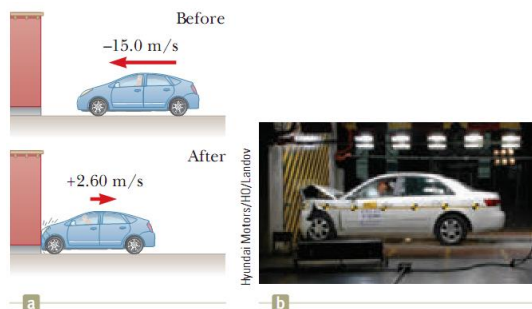 Before
–15.0 m/s
After
+2.60 m/s
a
Hyundai Motors/HO/Landov
b